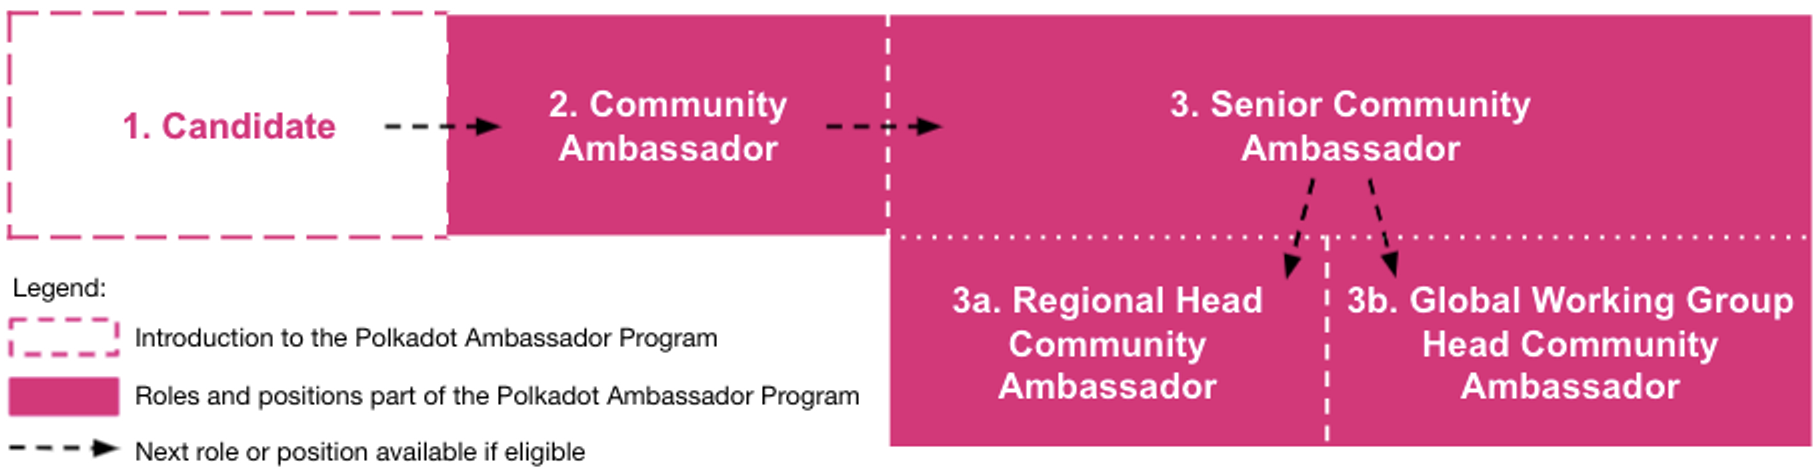 1. Candidate
2. Community
Ambassador
3. Senior Community
Ambassador
3a. Regional Head
Community
Ambassador
3b. Global Working Group
Head Community
Ambassador
Legend:
Introduction to the Polkadot Ambassador Program
Roles and positions part of the Polkadot Ambassador Program
Next role or position available if eligible